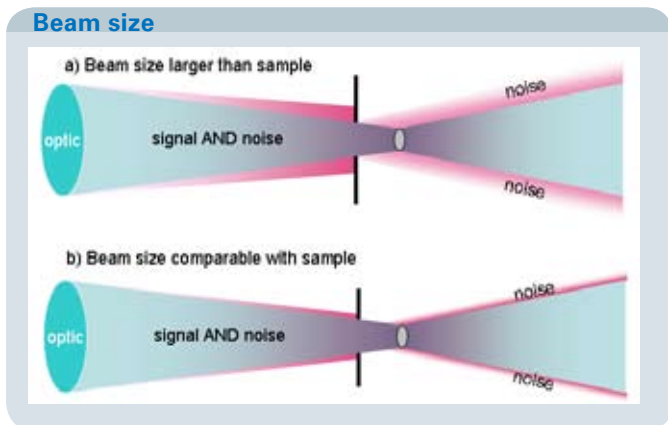 Beam size
a) Beam size larger than sample
noise
optic
signal AND noise
noise
b) Beam size comparable with sample
noise
optic
signal AND noise
noise